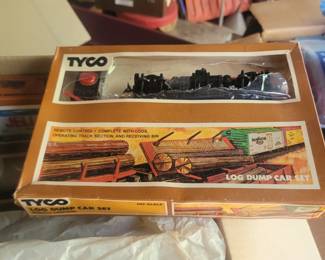 TYCO
REMOTE CONTROL • COMPLETE WITH LOGS,
OPERATING TRACK SECTION, AND RECEIVING BIN
LOG DUMP CAR SET
TYCO
LOG DUMP CAR SET
HO SCALE